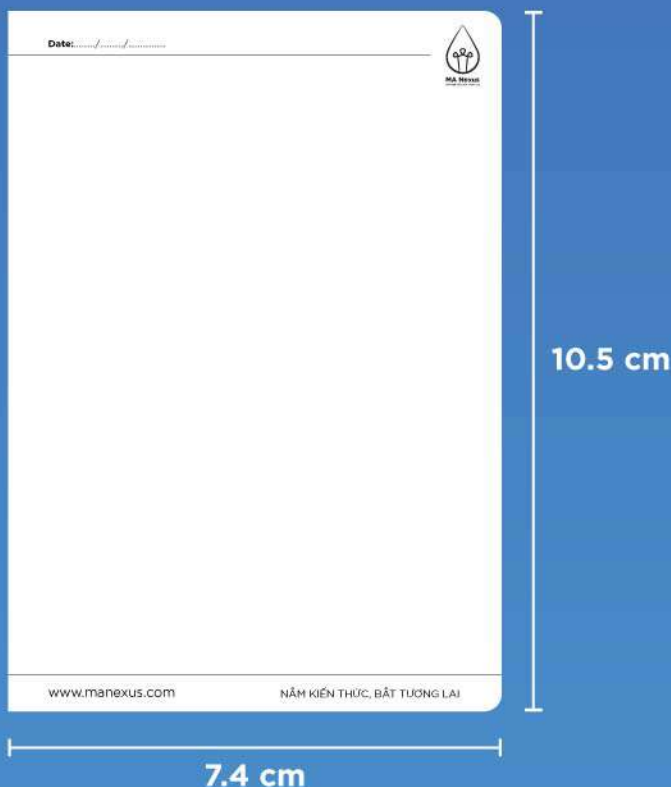 Date:......../......../.............
MA Nexus
10.5 cm
www.manexus.com
NẮM KIẾN THỨC, BẮT TƯƠNG LAI
7.4 cm